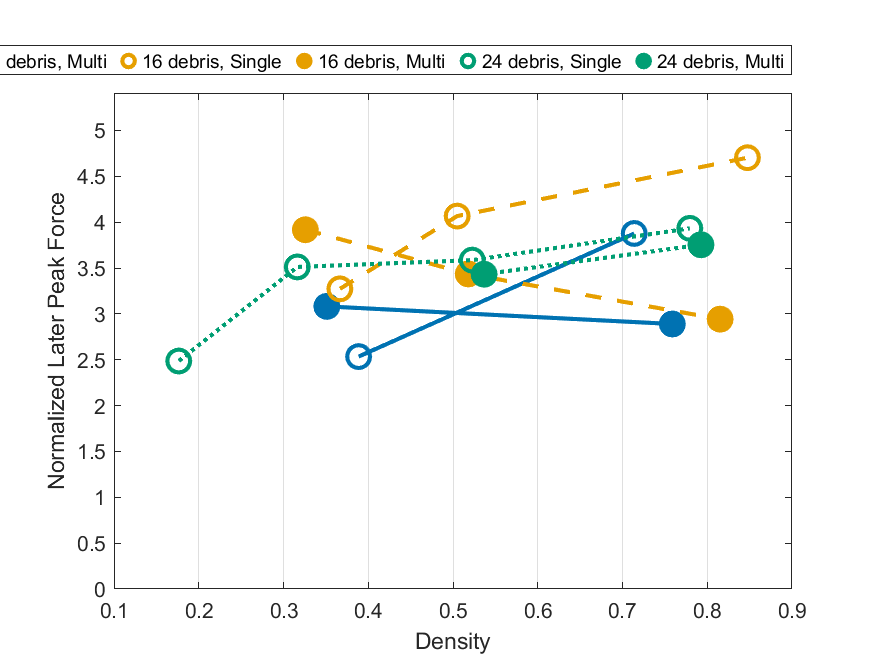 debris, Multi 16 debris, Single 16 debris, Multi 24 debris, Single 24 debris, Multi
5
4.5
4
3.5
3
2.5
2
1.5
1
0.5
0
Normalized Later Peak Force
0.1 0.2 0.3 0.4 0.5 0.6 0.7 0.8 0.9
Density